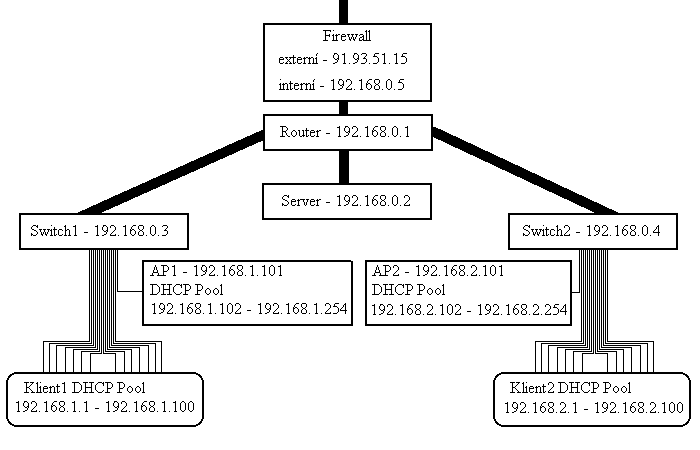 Firewall
externí - 91.93.51.15
interní - 192.168.0.5
Router - 192.168.0.1
Server - 192.168.0.2
Switch1 - 192.168.0.3
Switch2 - 192.168.0.4
AP1 - 192.168.1.101
DHCP Pool
192.168.1.102 - 192.168.1.254
AP2 - 192.168.2.101
DHCP Pool
192.168.2.102 - 192.168.2.254
Klient1 DHCP Pool
192.168.1.1 - 192.168.1.100
Klient2 DHCP Pool
192.168.2.1 - 192.168.2.100